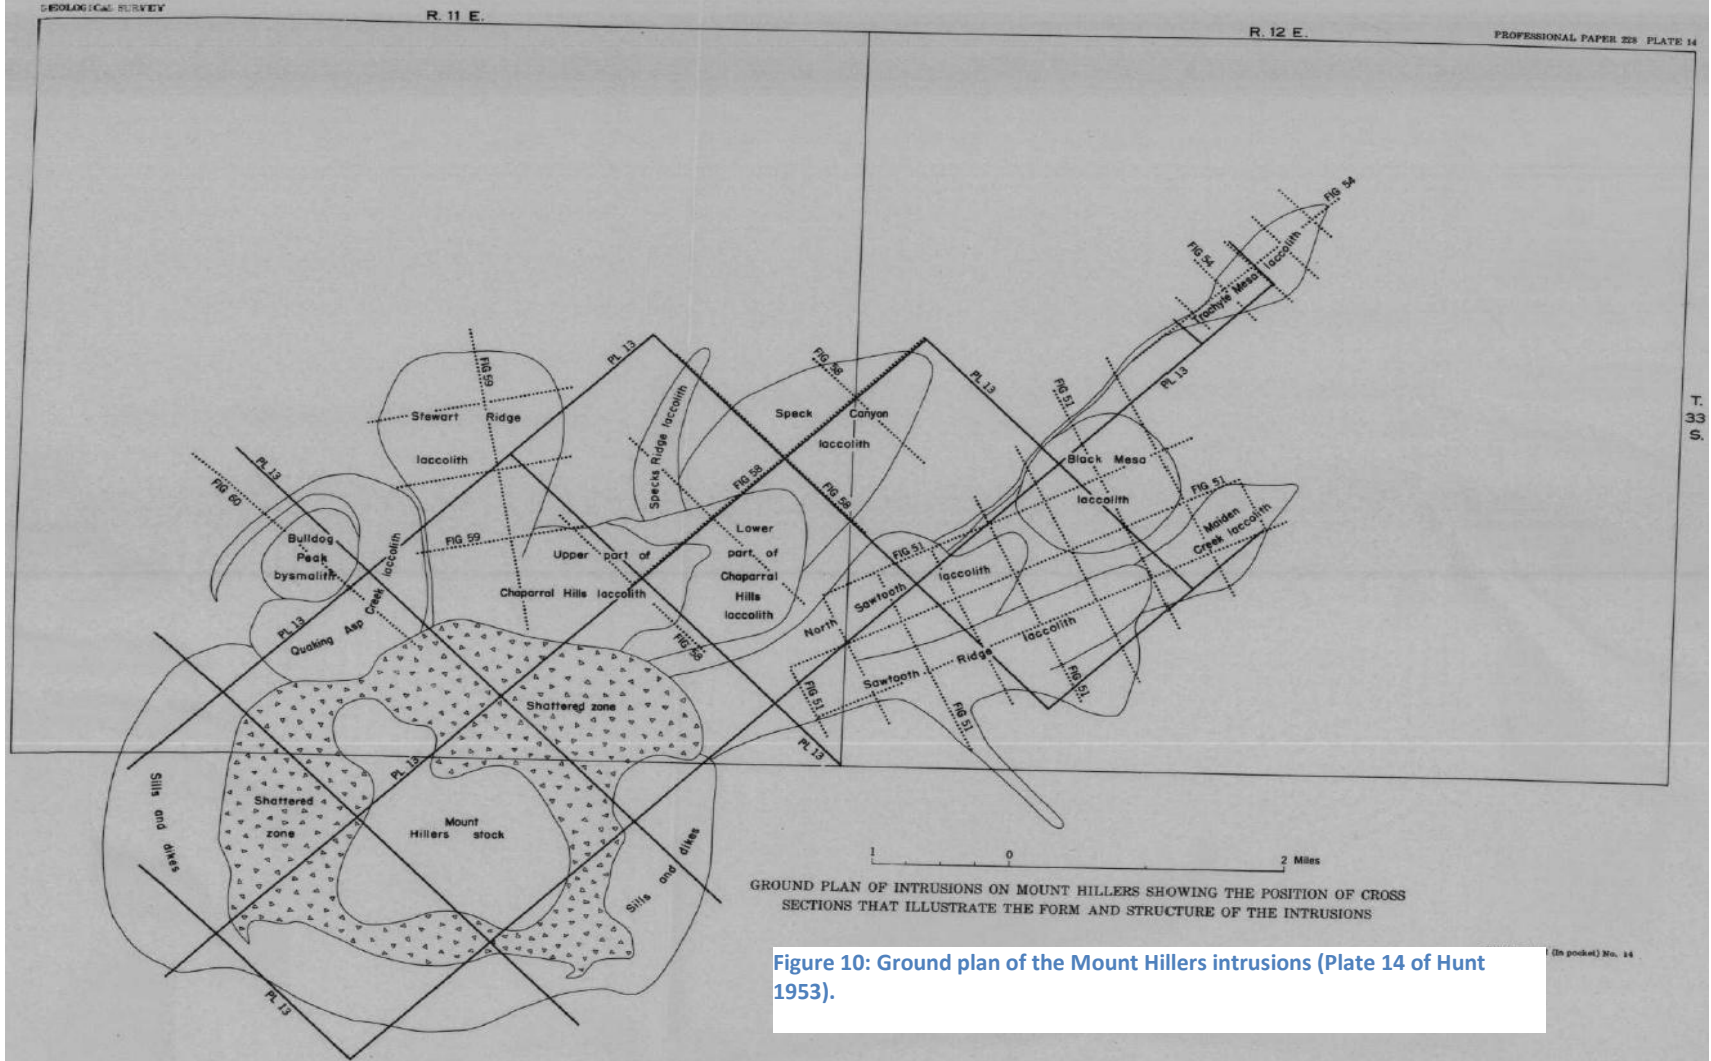 GEOLOGICAL SURVEY
R. 11 E.
R. 12 E.
PROFESSIONAL PAPER 228 PLATE 14
T.
33
S.
FIG 54
FIG 54
Trachyte Mesa laccolith
PL 13
PL 13
PL 13
FIG 59
Stewart Ridge
laccolith
Specks Ridge laccolith
FIG 58
Speck Canyon
laccolith
FIG 51
Black Mesa
laccolith
FIG 51
Maiden
Creek laccolith
PL 13
FIG 60
FIG 58
FIG 58
Bulldog
Peak
bysmalith
FIG 59
Upper part of
Chaparral Hills laccolith
Lower
part of
Chaparral
Hills
laccolith
FIG 51
North Sawtooth laccolith
Quaking Asp Creek laccolith
PL 13
FIG 58
Sawtooth Ridge laccolith
FIG 51
FIG 51
FIG 51
Shattered zone
PL 13
PL 13
Sills and dikes
Shattered
zone
Mount
Hillers stock
Sills and dikes
PL 13
1 0 2 Miles
GROUND PLAN OF INTRUSIONS ON MOUNT HILLERS SHOWING THE POSITION OF CROSS
SECTIONS THAT ILLUSTRATE THE FORM AND STRUCTURE OF THE INTRUSIONS
(In pocket) No. 14
Figure 10: Ground plan of the Mount Hillers intrusions (Plate 14 of Hunt
1953).